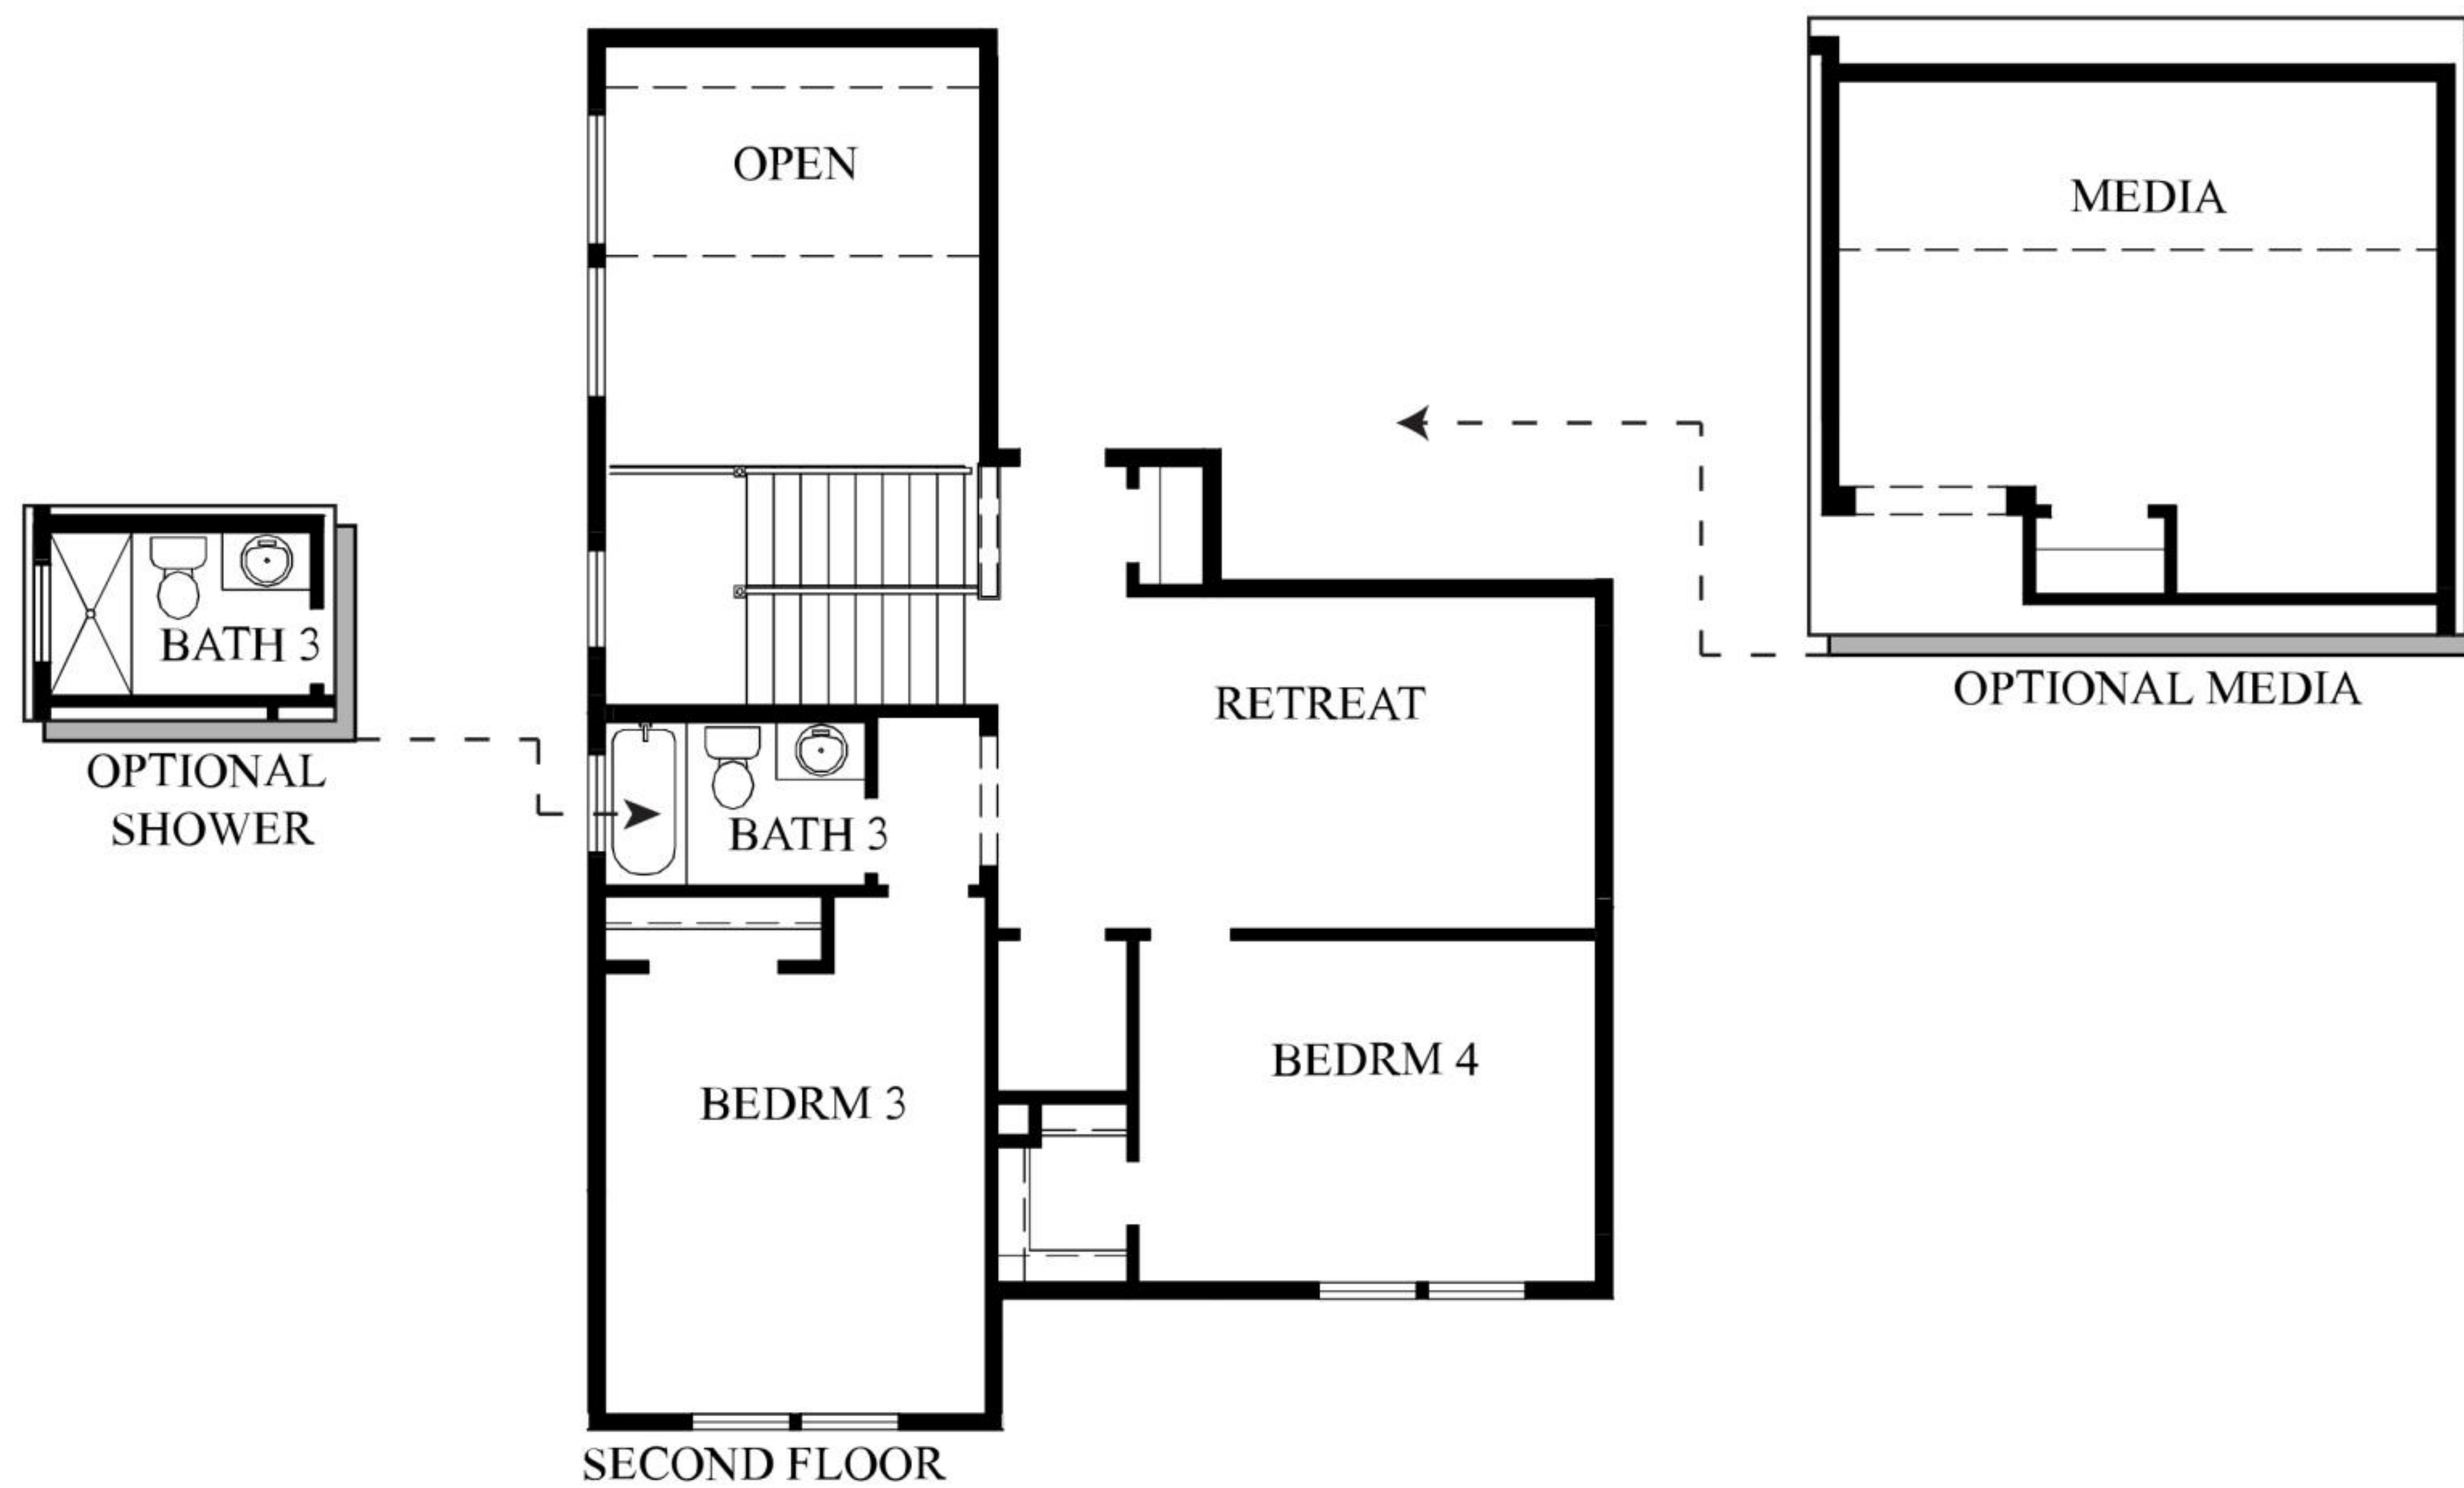 OPEN
MEDIA
BATH 3
RETREAT
OPTIONAL MEDIA
OPTIONAL
SHOWER
BATH 3
BEDRM 4
BEDRM 3
SECOND FLOOR